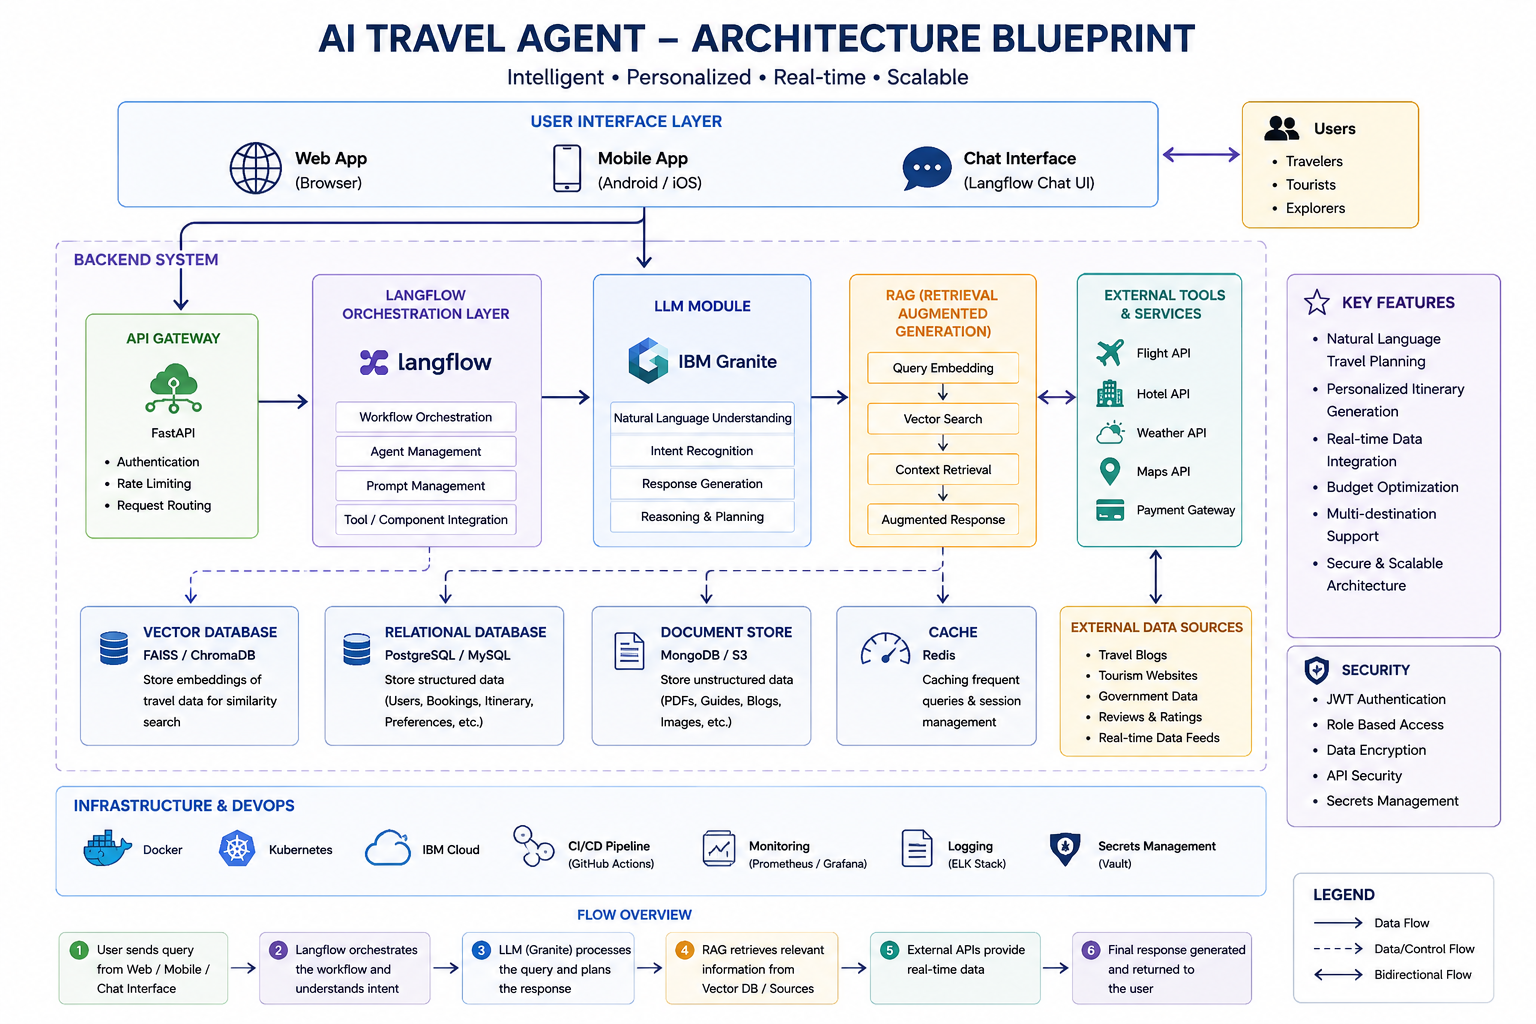 AI TRAVEL AGENT – ARCHITECTURE BLUEPRINT
Intelligent • Personalized • Real-time • Scalable
USER INTERFACE LAYER
Web App
(Browser)
Mobile App
(Android / iOS)
Chat Interface
(Langflow Chat UI)
Users
• Travelers
• Tourists
• Explorers
BACKEND SYSTEM
API GATEWAY
FastAPI
• Authentication
• Rate Limiting
• Request Routing
LANGFLOW
ORCHESTRATION LAYER
langflow
Workflow Orchestration
Agent Management
Prompt Management
Tool / Component Integration
LLM MODULE
IBM Granite
Natural Language Understanding
Intent Recognition
Response Generation
Reasoning & Planning
RAG (RETRIEVAL
AUGMENTED
GENERATION)
Query Embedding
Vector Search
Context Retrieval
Augmented Response
EXTERNAL TOOLS
& SERVICES
Flight API
Hotel API
Weather API
Maps API
Payment Gateway
KEY FEATURES
• Natural Language
Travel Planning
• Personalized Itinerary
Generation
• Real-time Data
Integration
• Budget Optimization
• Multi-destination
Support
• Secure & Scalable
Architecture
VECTOR DATABASE
FAISS / ChromaDB
Store embeddings of
travel data for similarity
search
RELATIONAL DATABASE
PostgreSQL / MySQL
Store structured data
(Users, Bookings, Itinerary,
Preferences, etc.)
DOCUMENT STORE
MongoDB / S3
Store unstructured data
(PDFs, Guides, Blogs,
Images, etc.)
CACHE
Redis
Caching frequent
queries & session
management
EXTERNAL DATA SOURCES
• Travel Blogs
• Tourism Websites
• Government Data
• Reviews & Ratings
• Real-time Data Feeds
SECURITY
• JWT Authentication
• Role Based Access
• Data Encryption
• API Security
• Secrets Management
INFRASTRUCTURE & DEVOPS
Docker
Kubernetes
IBM Cloud
CI/CD Pipeline
(GitHub Actions)
Monitoring
(Prometheus / Grafana)
Logging
(ELK Stack)
Secrets Management
(Vault)
LEGEND
Data Flow
Data/Control Flow
Bidirectional Flow
FLOW OVERVIEW
1 User sends query
from Web / Mobile /
Chat Interface
2 Langflow orchestrates
the workflow and
understands intent
3 LLM (Granite) processes
the query and plans
the response
4 RAG retrieves relevant
information from
Vector DB / Sources
5 External APIs provide
real-time data
6 Final response generated
and returned to
the user